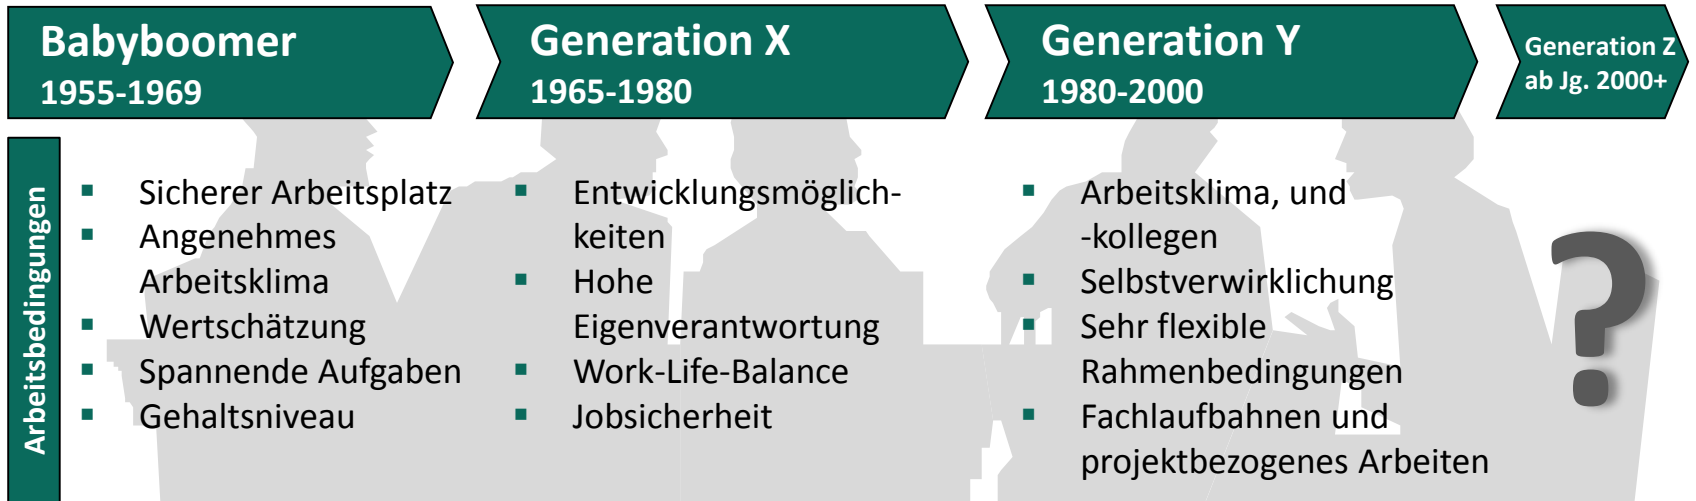 Babyboomer
1955-1969
Generation X
1965-1980
Generation Y
1980-2000
Generation Z
ab Jg. 2000+
Arbeitsbedingungen
▪ Sicherer Arbeitsplatz
▪ Angenehmes
Arbeitsklima
▪ Wertschätzung
▪ Spannende Aufgaben
▪ Gehaltsniveau
▪ Entwicklungsmöglich-
keiten
▪ Hohe
Eigenverantwortung
▪ Work-Life-Balance
▪ Jobsicherheit
▪ Arbeitsklima, und
-kollegen
▪ Selbstverwirklichung
▪ Sehr flexible
Rahmenbedingungen
▪ Fachlaufbahnen und
projektbezogenes Arbeiten
?